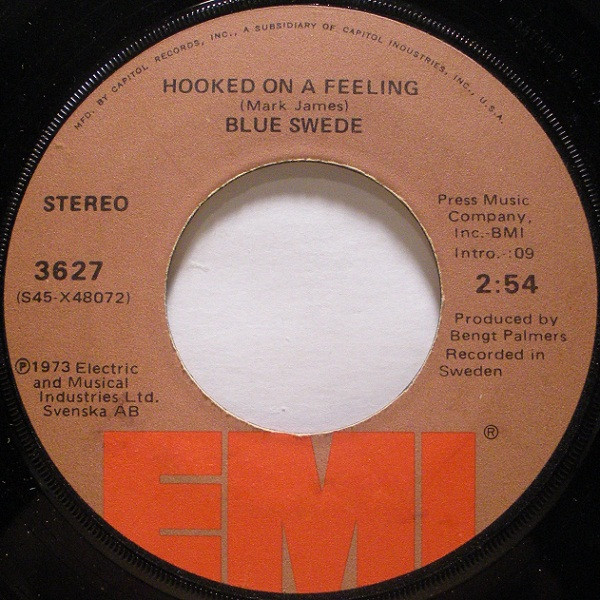 MFD. BY CAPITOL RECORDS, INC., A SUBSIDIARY OF CAPITOL INDUSTRIES, INC., U.S.A.
HOOKED ON A FEELING
(Mark James)
BLUE SWEDE
STEREO
3627
(S45-X48072)
℗1973 Electric
and Musical
Industries Ltd.
Svenska AB
Press Music
Company,
Inc.-BMI
Intro.-:09
2:54
Produced by
Bengt Palmers
Recorded in
Sweden
EMI®